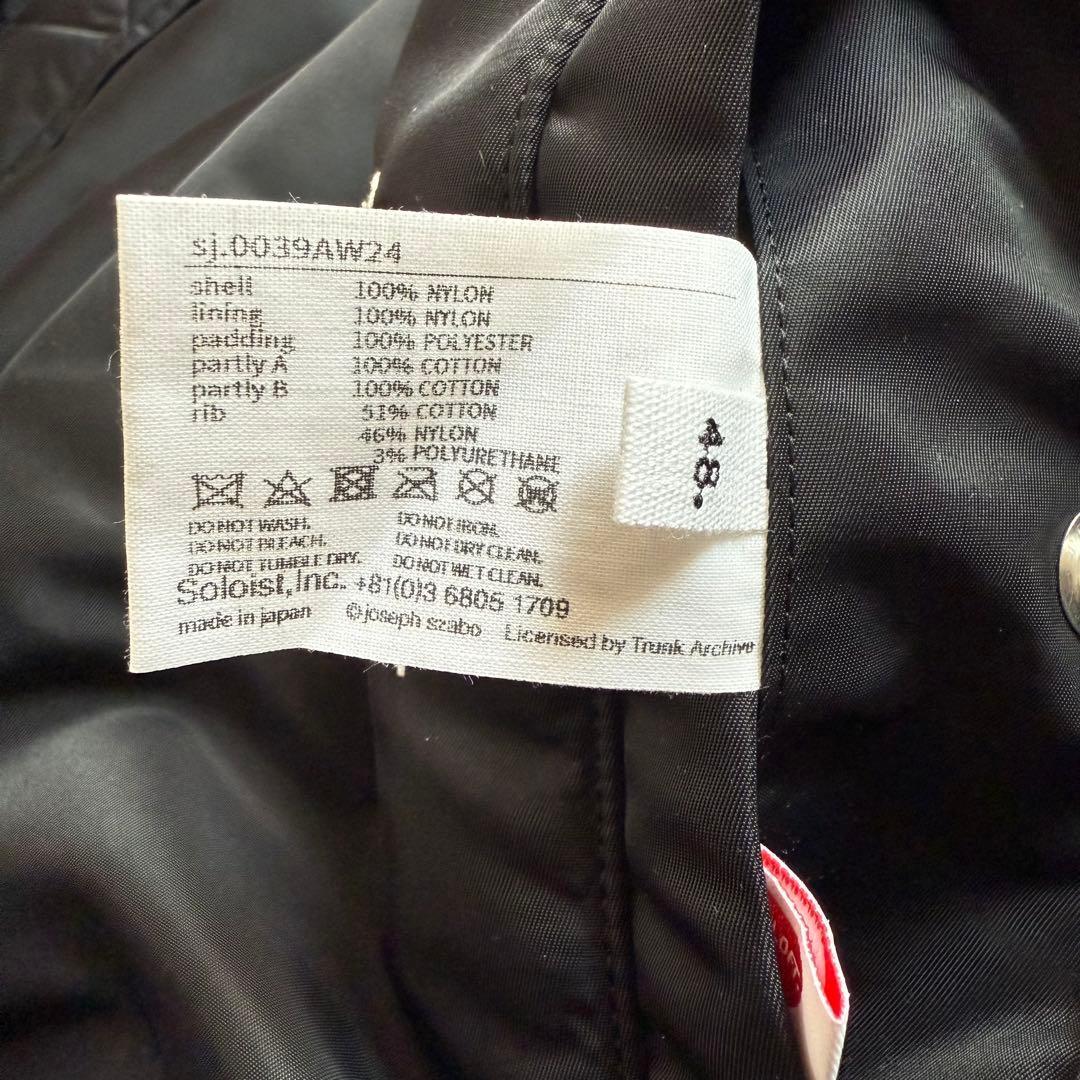 sj.0039AW24
shell 100% NYLON
lining 100% NYLON
padding 100% POLYESTER
partly A 100% COTTON
partly B 100% COTTON
rib 51% COTTON
46% NYLON
3% POLYURETHANE
DO NOT WASH. DO NOT IRON.
DO NOT BLEACH. DO NOT DRY CLEAN.
DO NOT TUMBLE DRY. DO NOT WET CLEAN.
Soloist,Inc. +81(0)3 6805 1709
made in japan ©joseph szabo Licensed by Trunk Archive
48.